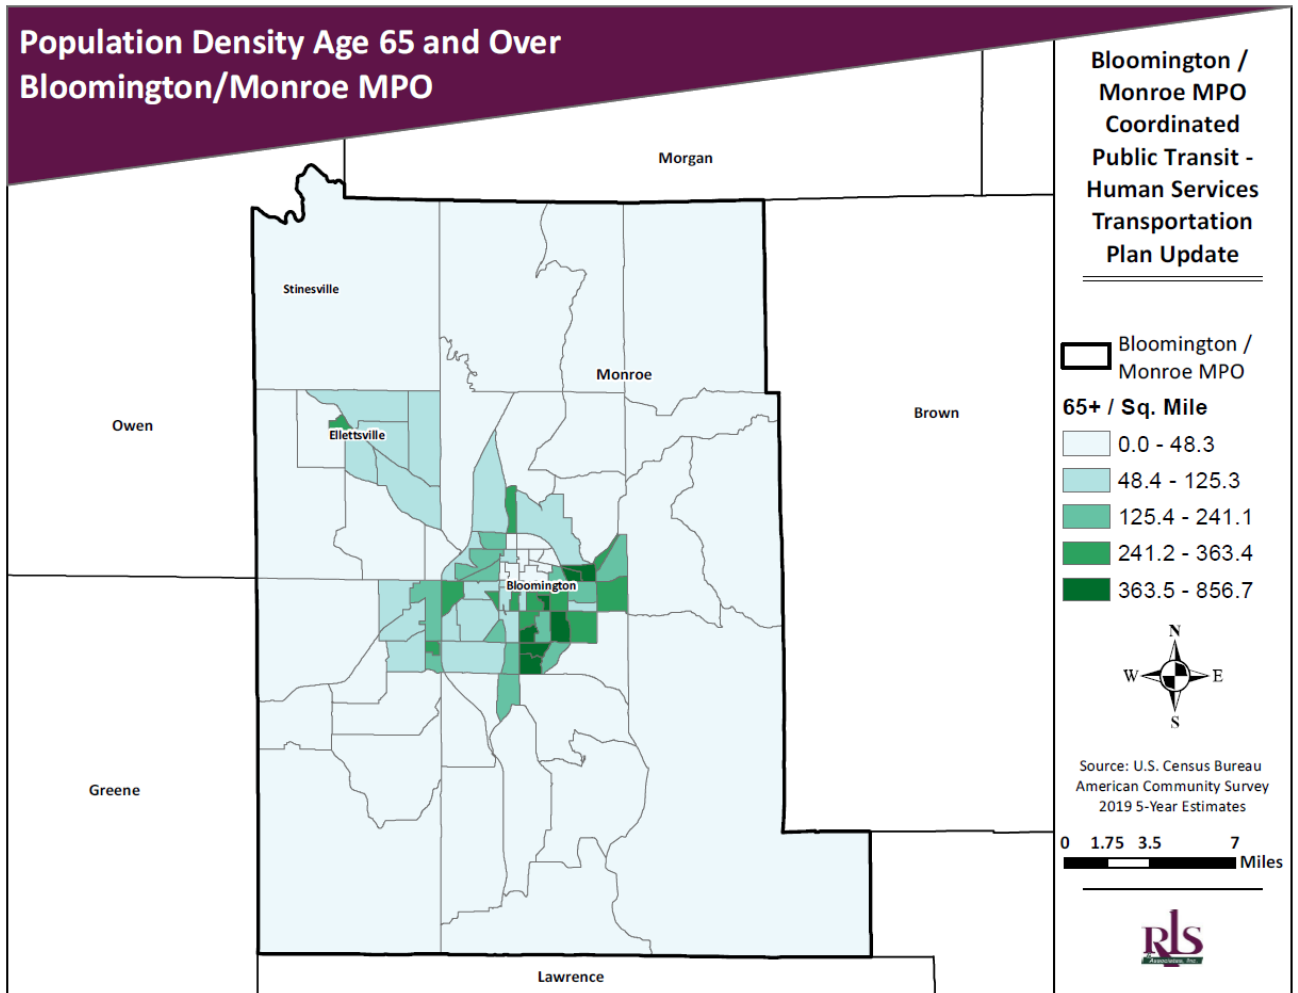 Population Density Age 65 and Over
Bloomington/Monroe MPO
Bloomington /
Monroe MPO
Coordinated
Public Transit -
Human Services
Transportation
Plan Update
Morgan
Stinesville
Monroe
Owen
Ellettsville
Brown
Bloomington
Greene
Lawrence
Bloomington /
Monroe MPO
65+ / Sq. Mile
0.0 - 48.3
48.4 - 125.3
125.4 - 241.1
241.2 - 363.4
363.5 - 856.7
N
W E
S
Source: U.S. Census Bureau
American Community Survey
2019 5-Year Estimates
0 1.75 3.5 7
Miles
RLS
& Associates, Inc.